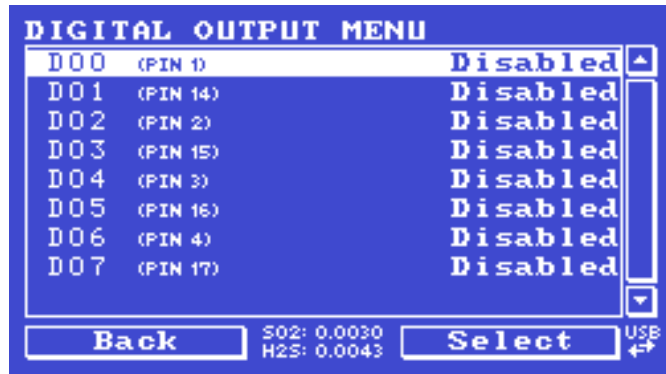 DIGITAL OUTPUT MENU
DO0 (PIN 1) Disabled
DO1 (PIN 14) Disabled
DO2 (PIN 2) Disabled
DO3 (PIN 15) Disabled
DO4 (PIN 3) Disabled
DO5 (PIN 16) Disabled
DO6 (PIN 4) Disabled
DO7 (PIN 17) Disabled
Back
SO2: 0.0030
H2S: 0.0043
Select
USB